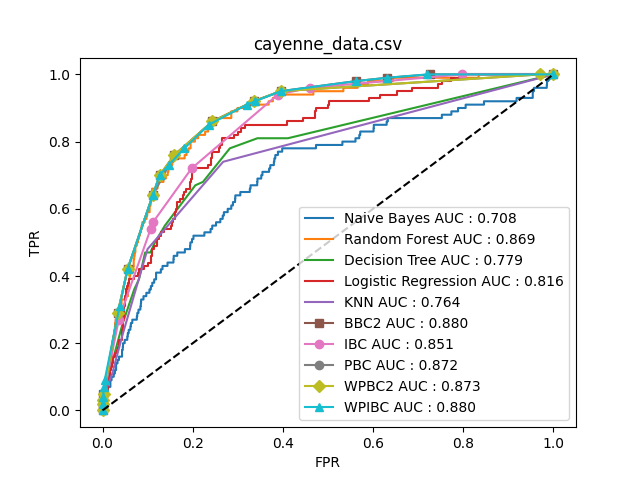 cayenne_data.csv
TPR
1.0
0.8
0.6
0.4
0.2
0.0
Naive Bayes AUC : 0.708
Random Forest AUC : 0.869
Decision Tree AUC : 0.779
Logistic Regression AUC : 0.816
KNN AUC : 0.764
BBC2 AUC : 0.880
IBC AUC : 0.851
PBC AUC : 0.872
WPBC2 AUC : 0.873
WPIBC AUC : 0.880
0.0 0.2 0.4 0.6 0.8 1.0
FPR